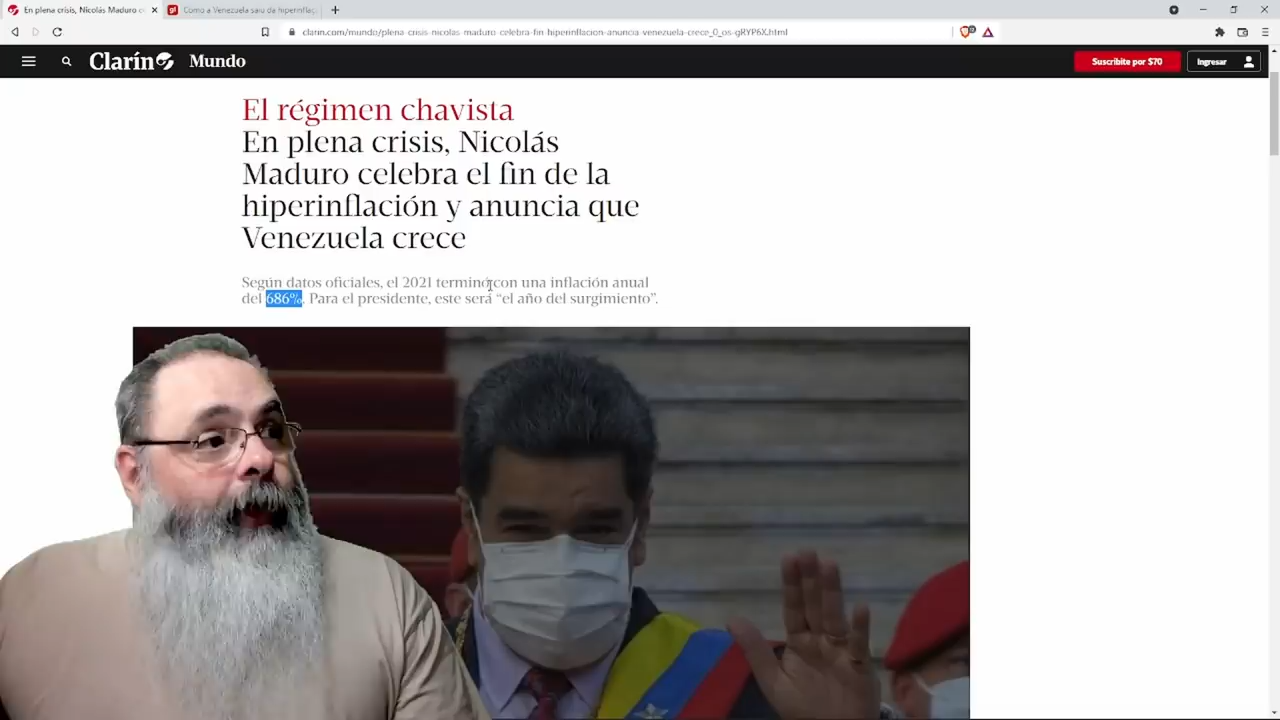 En plena crisis, Nicolás Maduro c
Como a Venezuela saiu da hiperinflaç
clarin.com/mundo/plena-crisis-nicolas-maduro-celebra-fin-hiperinflacion-anuncia-venezuela-crece_0_os-gRYP6X.html
Clarín Mundo
Suscribite por $70
Ingresar
El régimen chavista
En plena crisis, Nicolás
Maduro celebra el fin de la
hiperinflación y anuncia que
Venezuela crece
Según datos oficiales, el 2021 terminó con una inflación anual
del 686%. Para el presidente, este será “el año del surgimiento”.